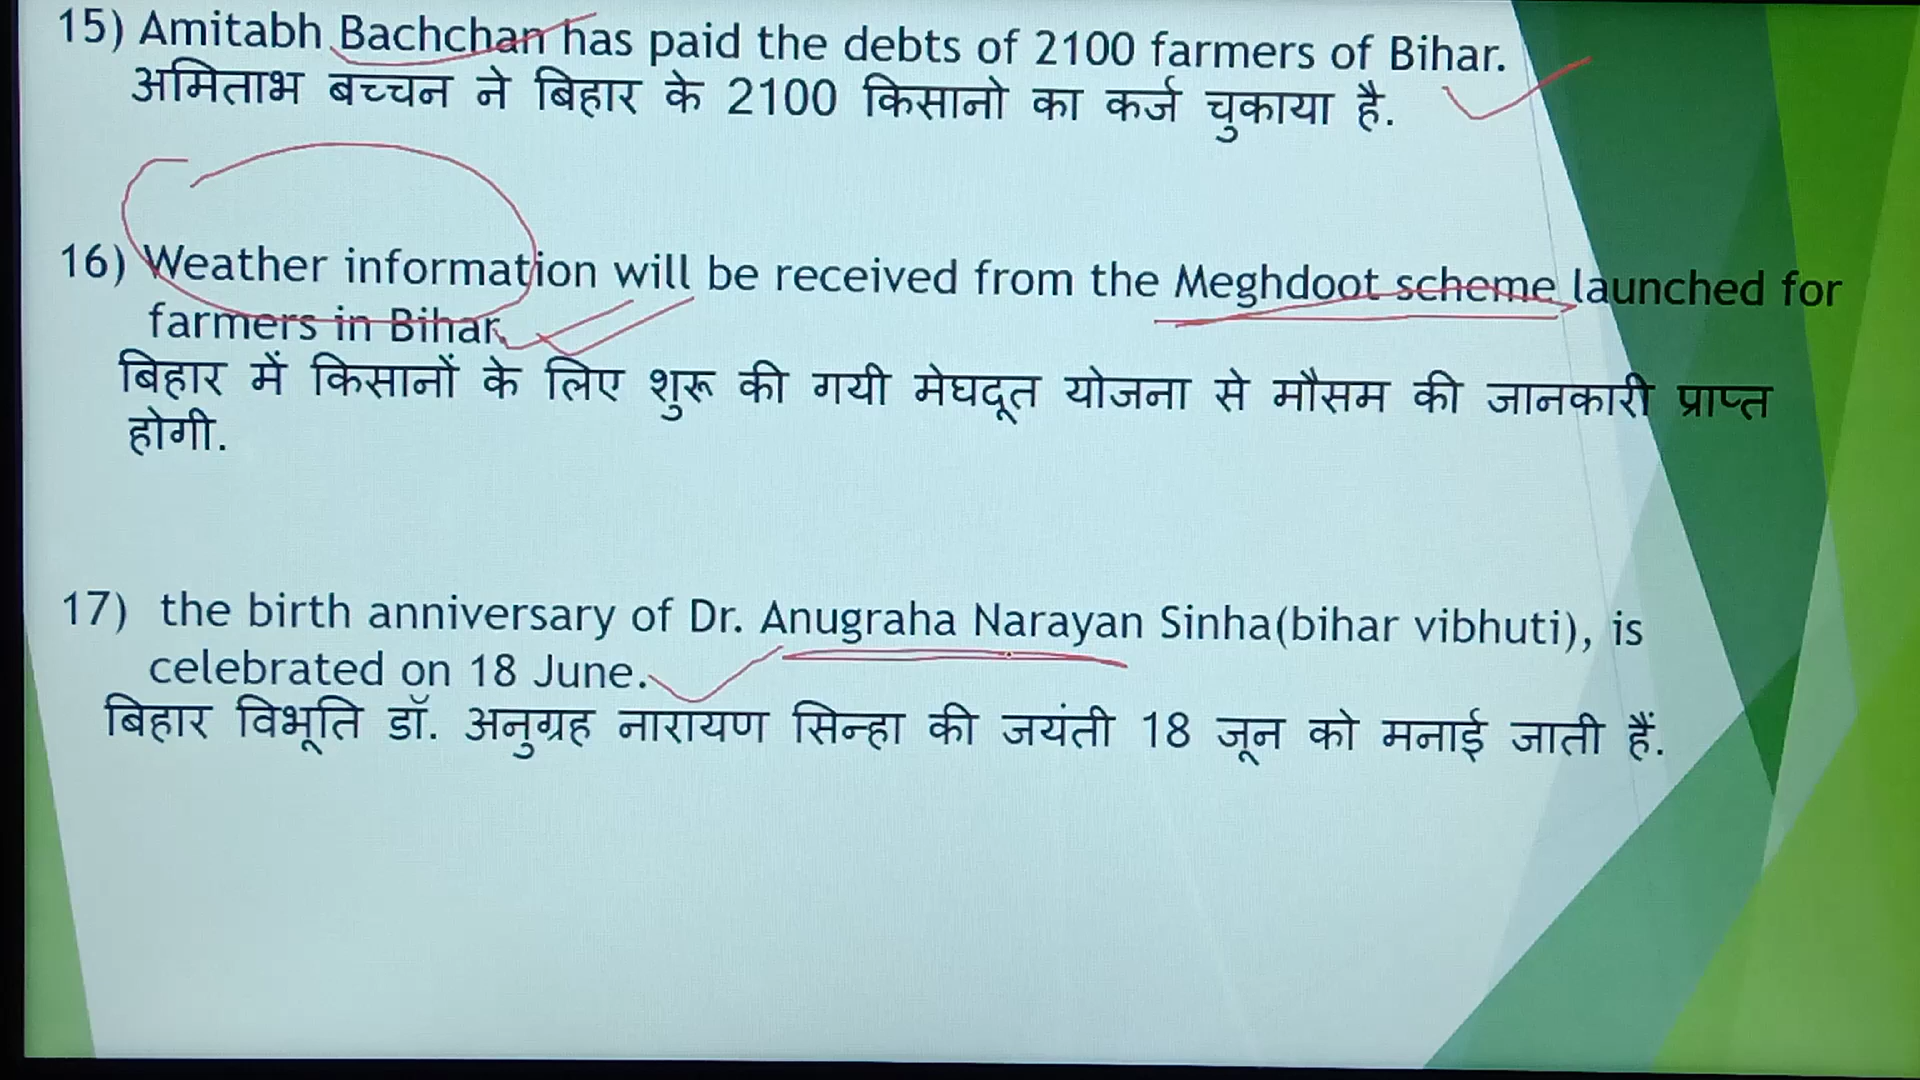 15) Amitabh Bachchan has paid the debts of 2100 farmers of Bihar.
अमिताभ बच्चन ने बिहार के 2100 किसानो का कर्ज चुकाया है.
16) Weather information will be received from the Meghdoot scheme launched for
farmers in Bihar.
बिहार में किसानों के लिए शुरू की गयी मेघदूत योजना से मौसम की जानकारी प्राप्त
होगी.
17) the birth anniversary of Dr. Anugraha Narayan Sinha(bihar vibhuti), is
celebrated on 18 June.
बिहार विभूति डॉ. अनुग्रह नारायण सिन्हा की जयंती 18 जून को मनाई जाती हैं.